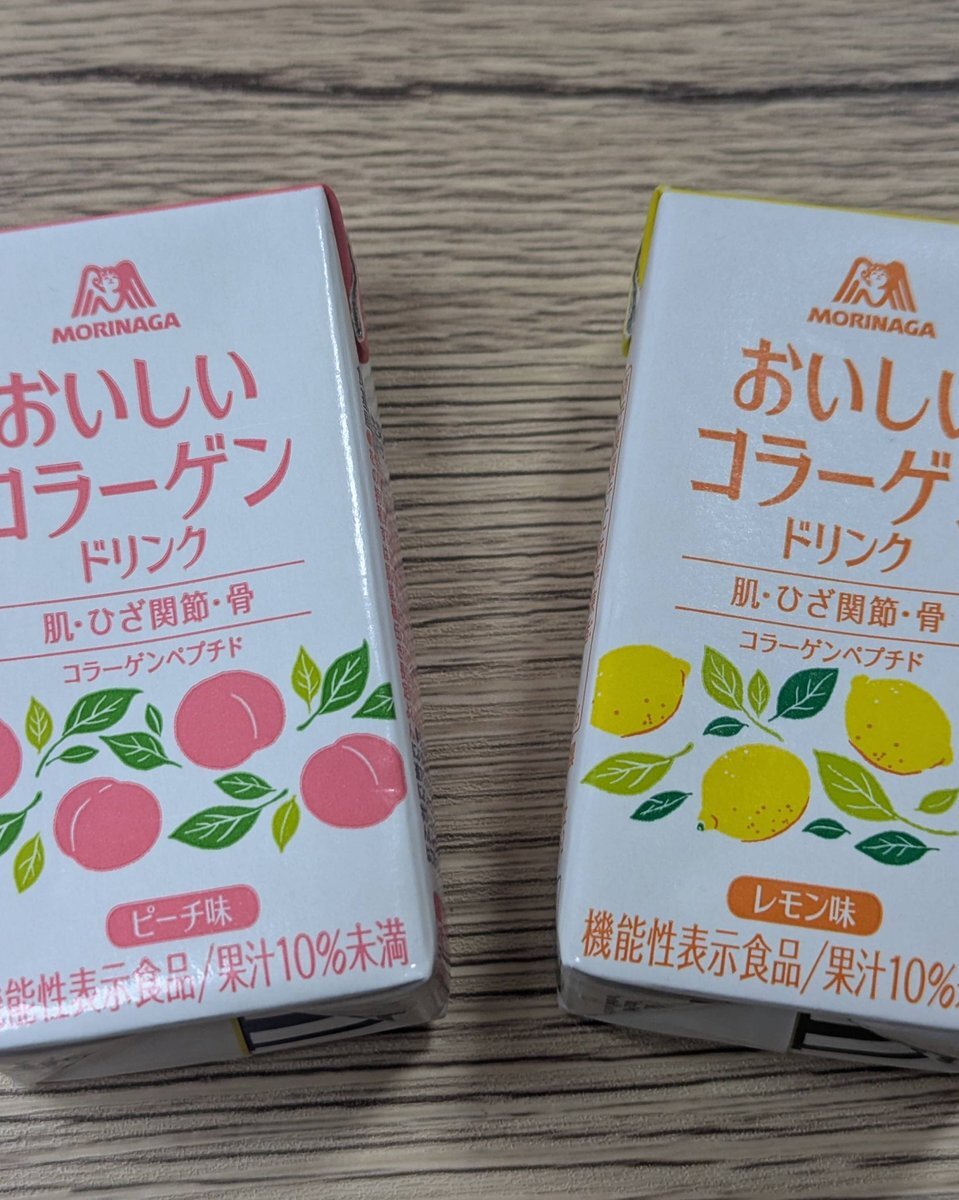 MORINAGA
おいしい
コラーゲン
ドリンク
肌・ひざ関節・骨
コラーゲンペプチド
ピーチ味
機能性表示食品/果汁10%未満
MORINAGA
おいしい
コラーゲン
ドリンク
肌・ひざ関節・骨
コラーゲンペプチド
レモン味
機能性表示食品/果汁10%